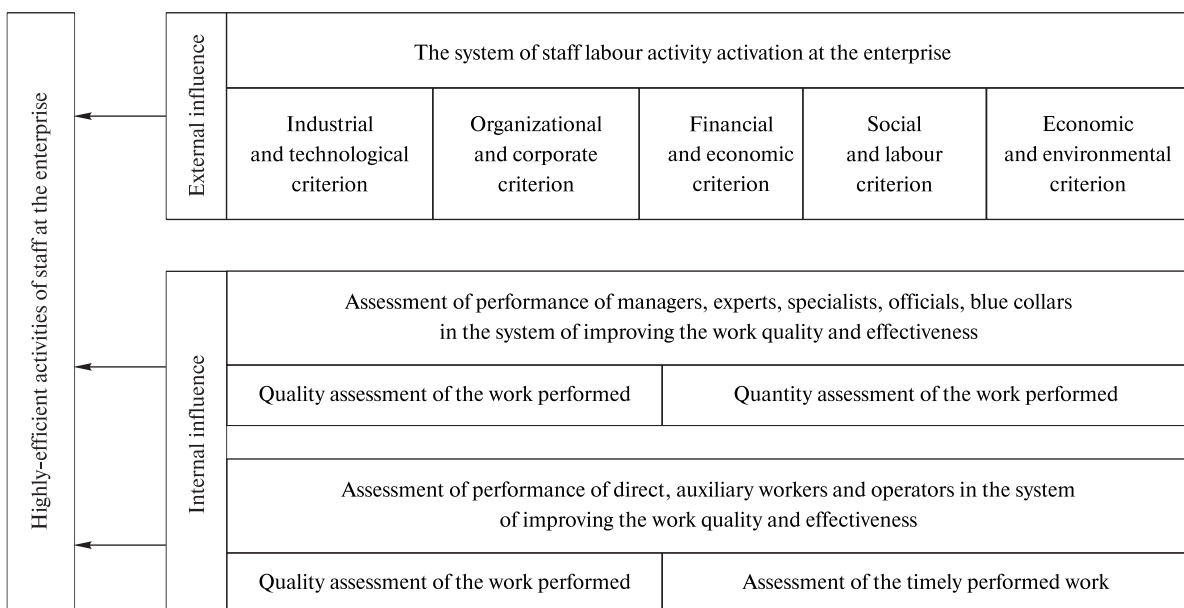 Highly-efficient activities of staff at the enterprise
External influence
The system of staff labour activity activation at the enterprise
Industrial
and technological
criterion
Organizational
and corporate
criterion
Financial
and economic
criterion
Social
and labour
criterion
Economic
and environmental
criterion
Internal influence
Assessment of performance of managers, experts, specialists, officials, blue collars
in the system of improving the work quality and effectiveness
Quality assessment of the work performed
Quantity assessment of the work performed
Assessment of performance of direct, auxiliary workers and operators in the system
of improving the work quality and effectiveness
Quality assessment of the work performed
Assessment of the timely performed work